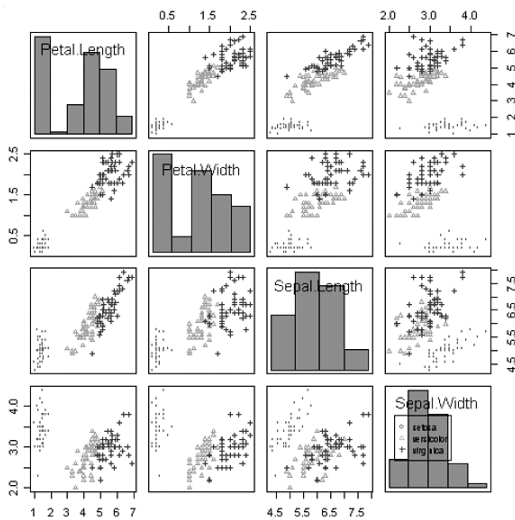 0.5 1.5 2.5
2.0 3.0 4.0
Petal.Length
1 2 3 4 5 6 7
0.5 1.5 2.5
Petal.Width
Sepal.Length
4.5 5.5 6.5 7.5
2.0 3.0 4.0
Sepal.Width
setosa
versicolor
virginica
1 2 3 4 5 6 7
0.5 1.5 2.5
4.5 5.5 6.5 7.5